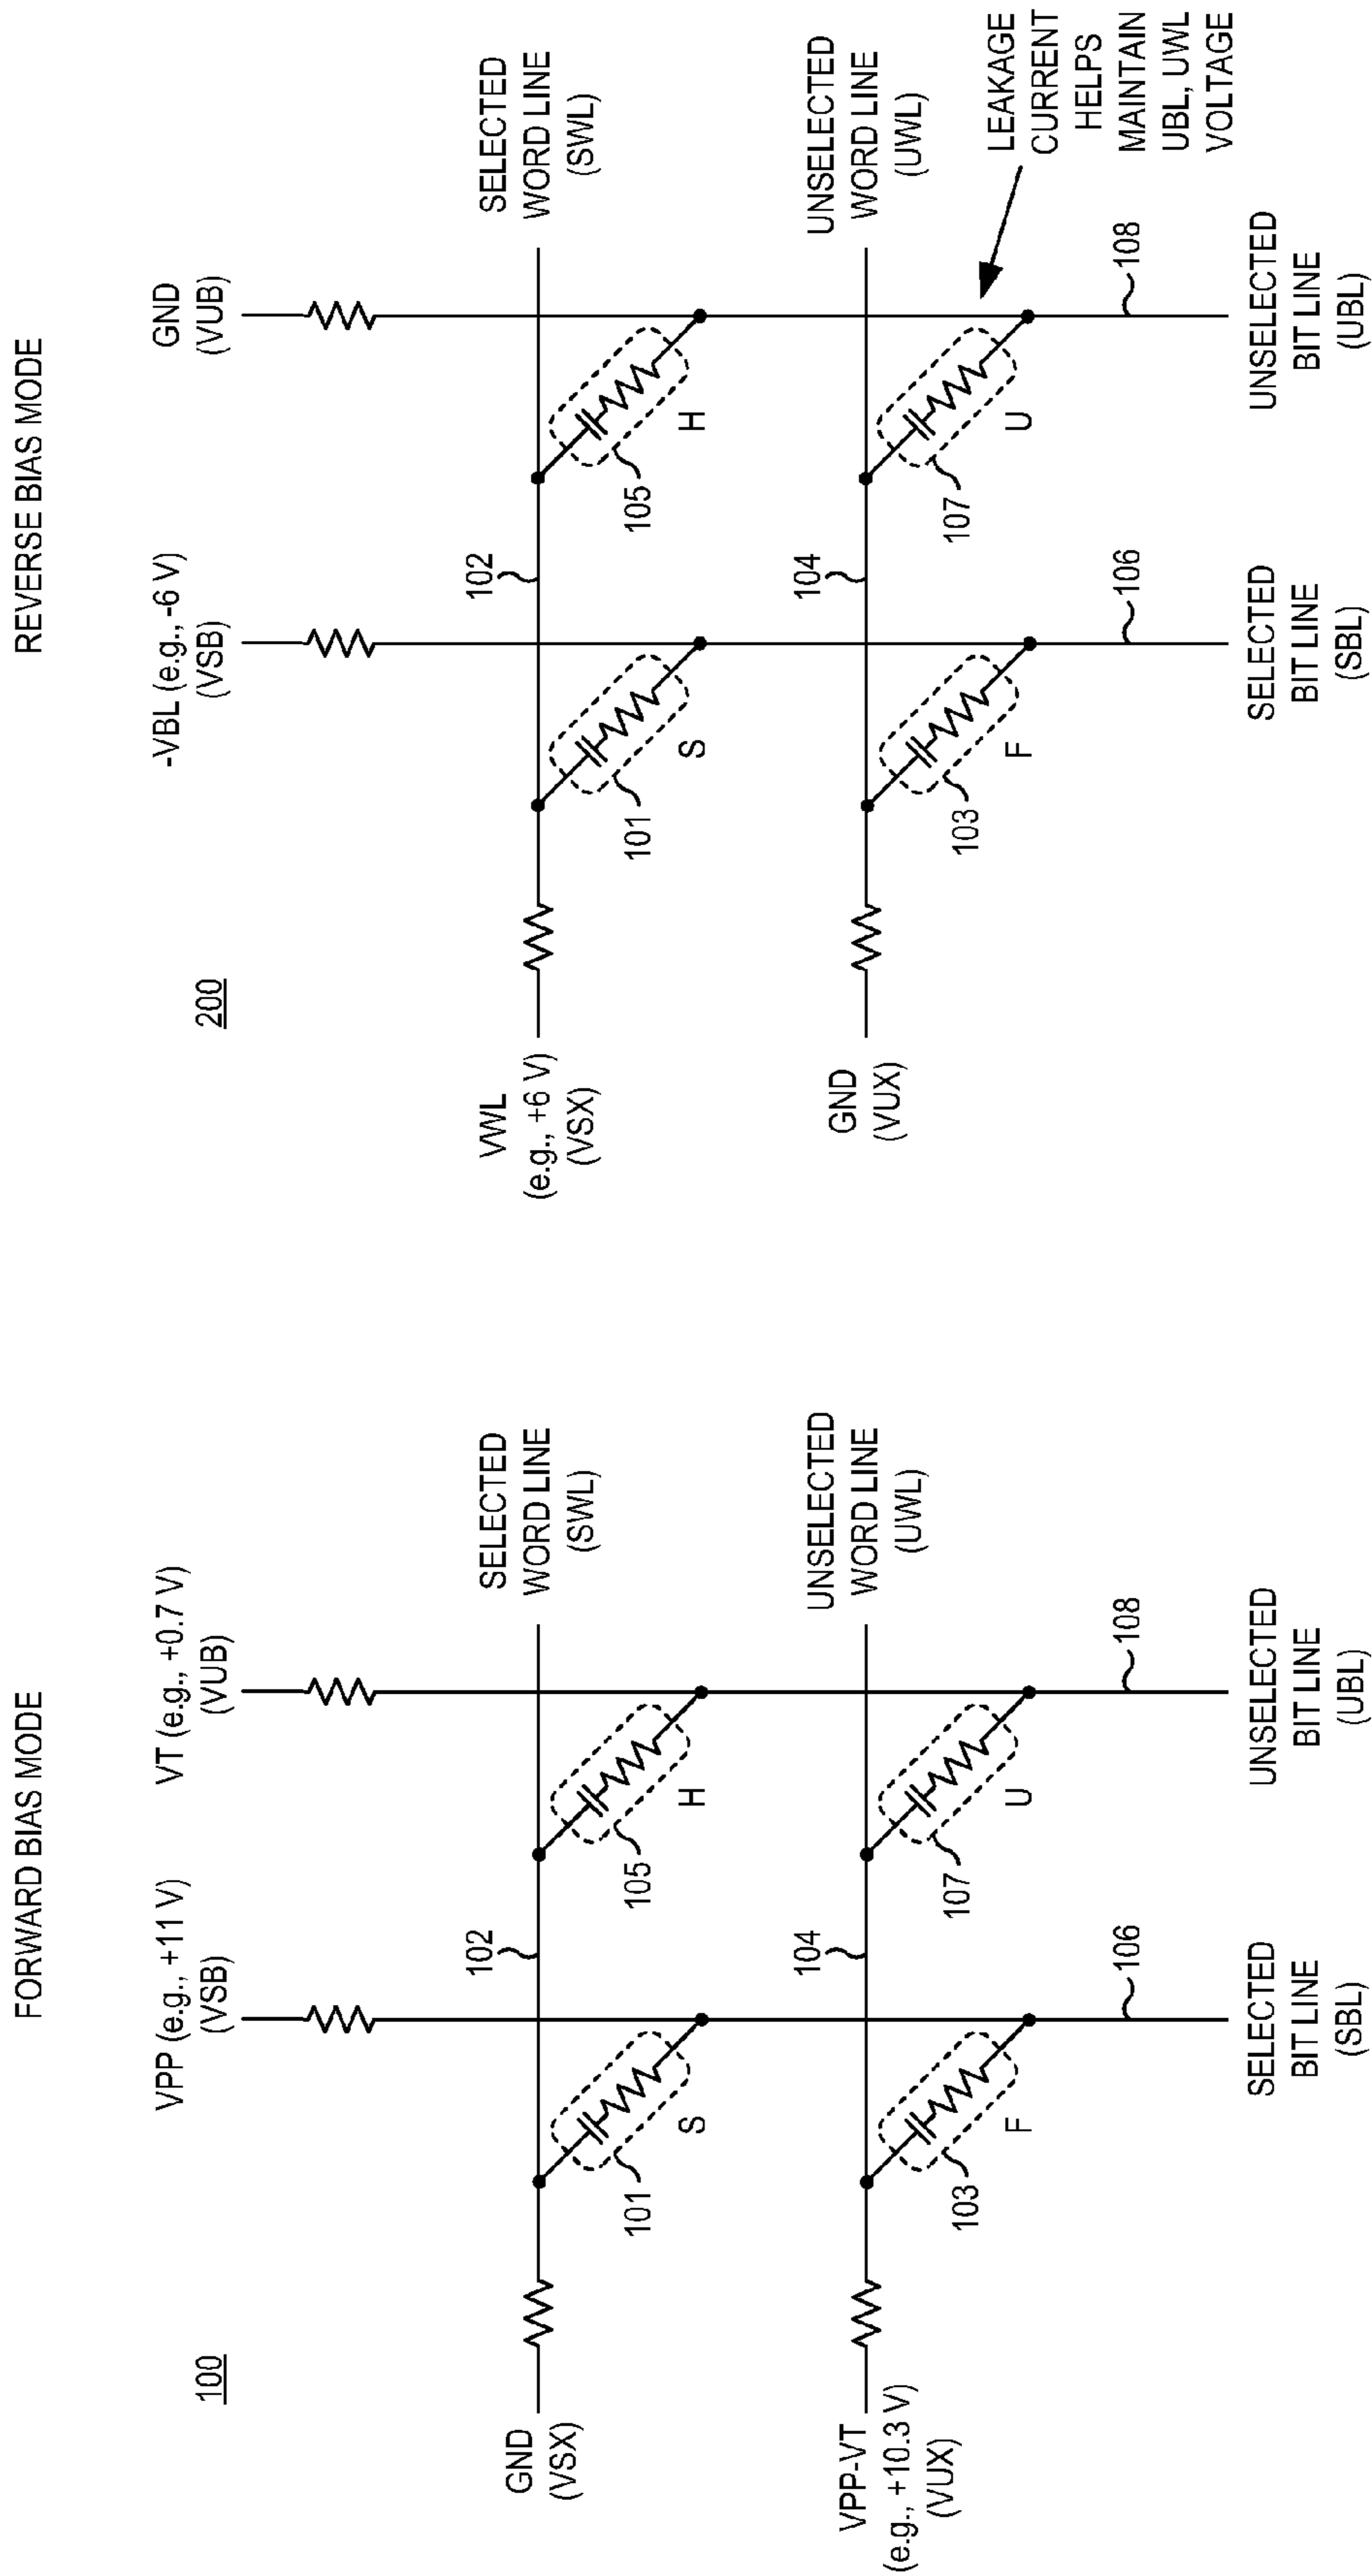 FORWARD BIAS MODE
100
VPP (e.g., +11 V)
(VSB)
VT (e.g., +0.7 V)
(VUB)
GND
(VSX)
102
SELECTED
WORD LINE
(SWL)
101
S
105
H
VPP-VT
(e.g., +10.3 V)
(VUX)
104
UNSELECTED
WORD LINE
(UWL)
103
F
107
U
106
108
SELECTED
BIT LINE
(SBL)
UNSELECTED
BIT LINE
(UBL)
REVERSE BIAS MODE
200
-VBL (e.g., -6 V)
(VSB)
GND
(VUB)
VWL
(e.g., +6 V)
(VSX)
102
SELECTED
WORD LINE
(SWL)
101
S
105
H
GND
(VUX)
104
UNSELECTED
WORD LINE
(UWL)
103
F
107
U
LEAKAGE
CURRENT
HELPS
MAINTAIN
UBL, UWL
VOLTAGE
106
108
SELECTED
BIT LINE
(SBL)
UNSELECTED
BIT LINE
(UBL)